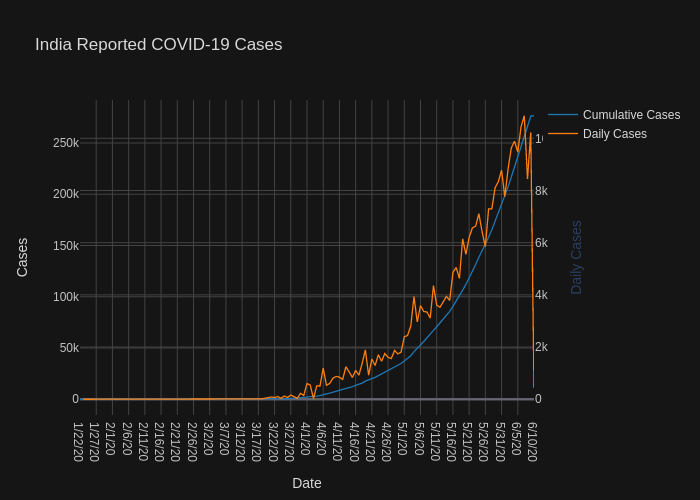 India Reported COVID-19 Cases
Cumulative Cases
Daily Cases
250k
200k
150k
100k
50k
0
Cases
8k
6k
4k
2k
0
Daily Cases
1/22/20
1/27/20
2/1/20
2/6/20
2/11/20
2/16/20
2/21/20
2/26/20
3/2/20
3/7/20
3/12/20
3/17/20
3/22/20
3/27/20
4/1/20
4/6/20
4/11/20
4/16/20
4/21/20
4/26/20
5/1/20
5/6/20
5/11/20
5/16/20
5/21/20
5/26/20
5/31/20
6/5/20
6/10/20
Date